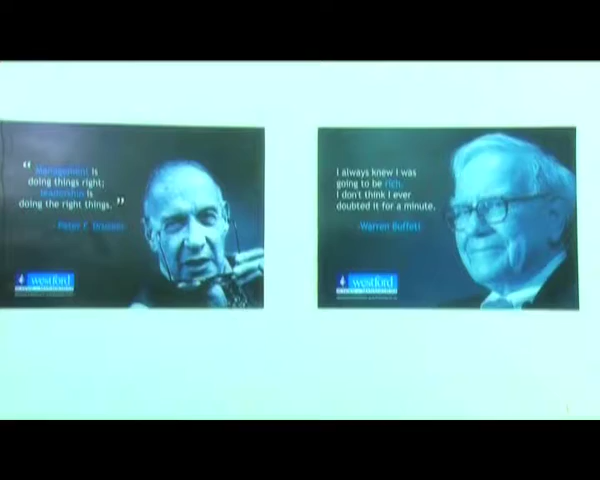 “ Management is
doing things right;
leadership is
doing the right things. ”
- Peter F. Drucker
westford
I always knew I was
going to be rich.
I don't think I ever
doubted it for a minute.
-Warren Buffett
westford